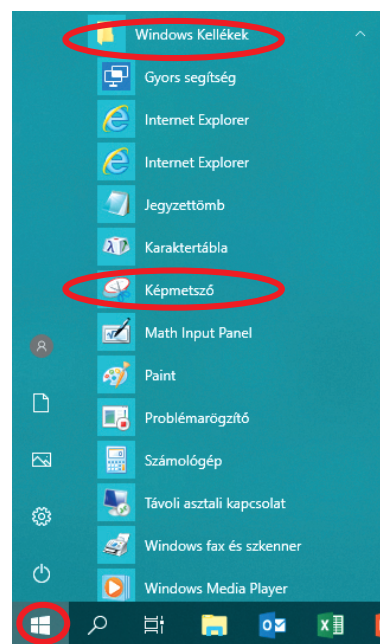 Windows Kellékek
Gyors segítség
Internet Explorer
Internet Explorer
Jegyzettömb
Karaktertábla
Képmetsző
Math Input Panel
Paint
Problémarögzítő
Számológép
Távoli asztali kapcsolat
Windows fax és szkenner
Windows Media Player